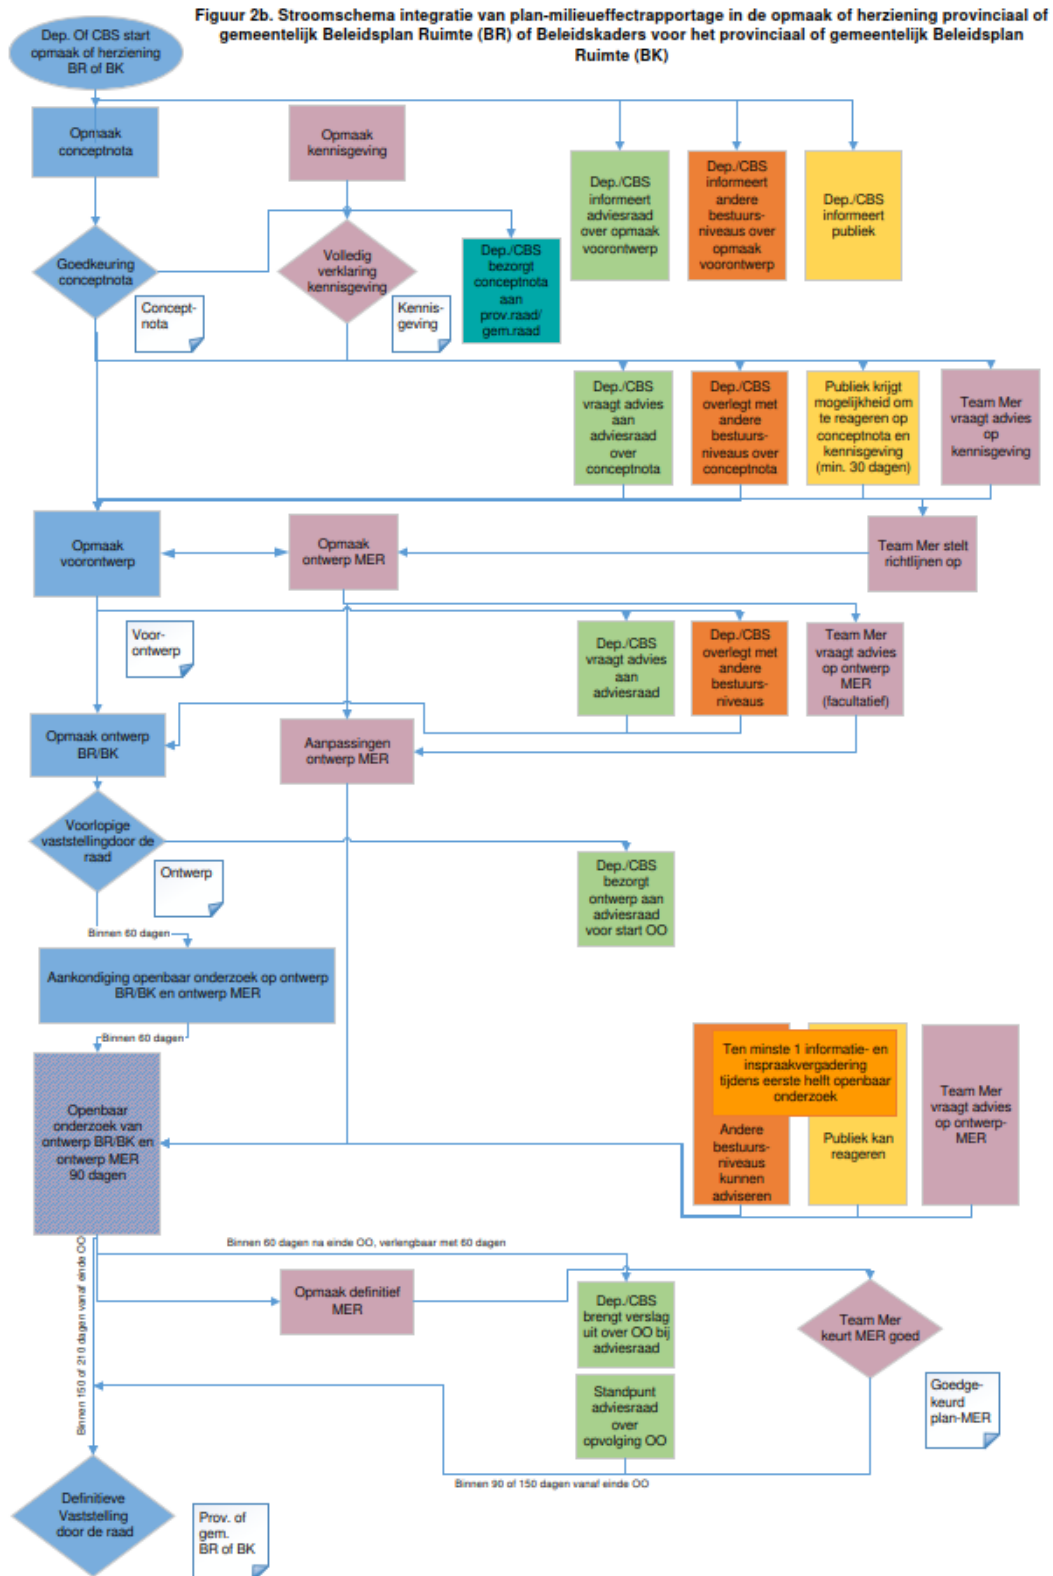 Figuur 2b. Stroomschema integratie van plan-milieueffectrapportage in de opmaak of herziening provinciaal of
gemeentelijk Beleidsplan Ruimte (BR) of Beleidskaders voor het provinciaal of gemeentelijk Beleidsplan
Ruimte (BK)
Dep. Of CBS start
opmaak of herziening
BR of BK
Opmaak
conceptnota
Opmaak
kennisgeving
Dep./CBS
informeert
adviesraad
over opmaak
voorontwerp
Dep./CBS
informeert
andere
bestuurs-
niveaus over
opmaak
voorontwerp
Dep./CBS
informeert
publiek
Goedkeuring
conceptnota
Concept-
nota
Volledig
verklaring
kennisgeving
Kennis-
geving
Dep./CBS
bezorgt
conceptnota
aan
prov.raad/
gem.raad
Dep./CBS
vraagt advies
aan
adviesraad
over
conceptnota
Dep./CBS
overlegt met
andere
bestuurs-
niveaus over
conceptnota
Publiek krijgt
mogelijkheid om
te reageren op
conceptnota en
kennisgeving
(min. 30 dagen)
Team Mer
vraagt advies
op
kennisgeving
Opmaak
voorontwerp
Opmaak
ontwerp MER
Team Mer stelt
richtlijnen op
Voor-
ontwerp
Dep./CBS
vraagt advies
aan
adviesraad
Dep./CBS
overlegt met
andere
bestuurs-
niveaus
Team Mer
vraagt advies
op ontwerp
MER
(facultatief)
Opmaak ontwerp
BR/BK
Aanpassingen
ontwerp MER
Voorlopige
vaststellingdoor de
raad
Ontwerp
Dep./CBS
bezorgt
ontwerp aan
adviesraad
voor start OO
Binnen 60 dagen
Aankondiging openbaar onderzoek op ontwerp
BR/BK en ontwerp MER
Binnen 60 dagen
Openbaar
onderzoek van
ontwerp BR/BK en
ontwerp MER
90 dagen
Ten minste 1 informatie- en
inspraakvergadering
tijdens eerste helft openbaar
onderzoek
Andere
bestuurs-
niveaus
kunnen
adviseren
Publiek kan
reageren
Team Mer
vraagt advies
op ontwerp-
MER
Binnen 60 dagen na einde OO, verlengbaar met 60 dagen
Binnen 150 of 210 dagen vanaf einde OO
Opmaak definitief
MER
Dep./CBS
brengt verslag
uit over OO bij
adviesraad
Team Mer
keurt MER goed
Standpunt
adviesraad
over
opvolging OO
Goedge-
keurd
plan-MER
Binnen 90 of 150 dagen vanaf einde OO
Definitieve
Vaststelling
door de raad
Prov. of
gem.
BR of BK